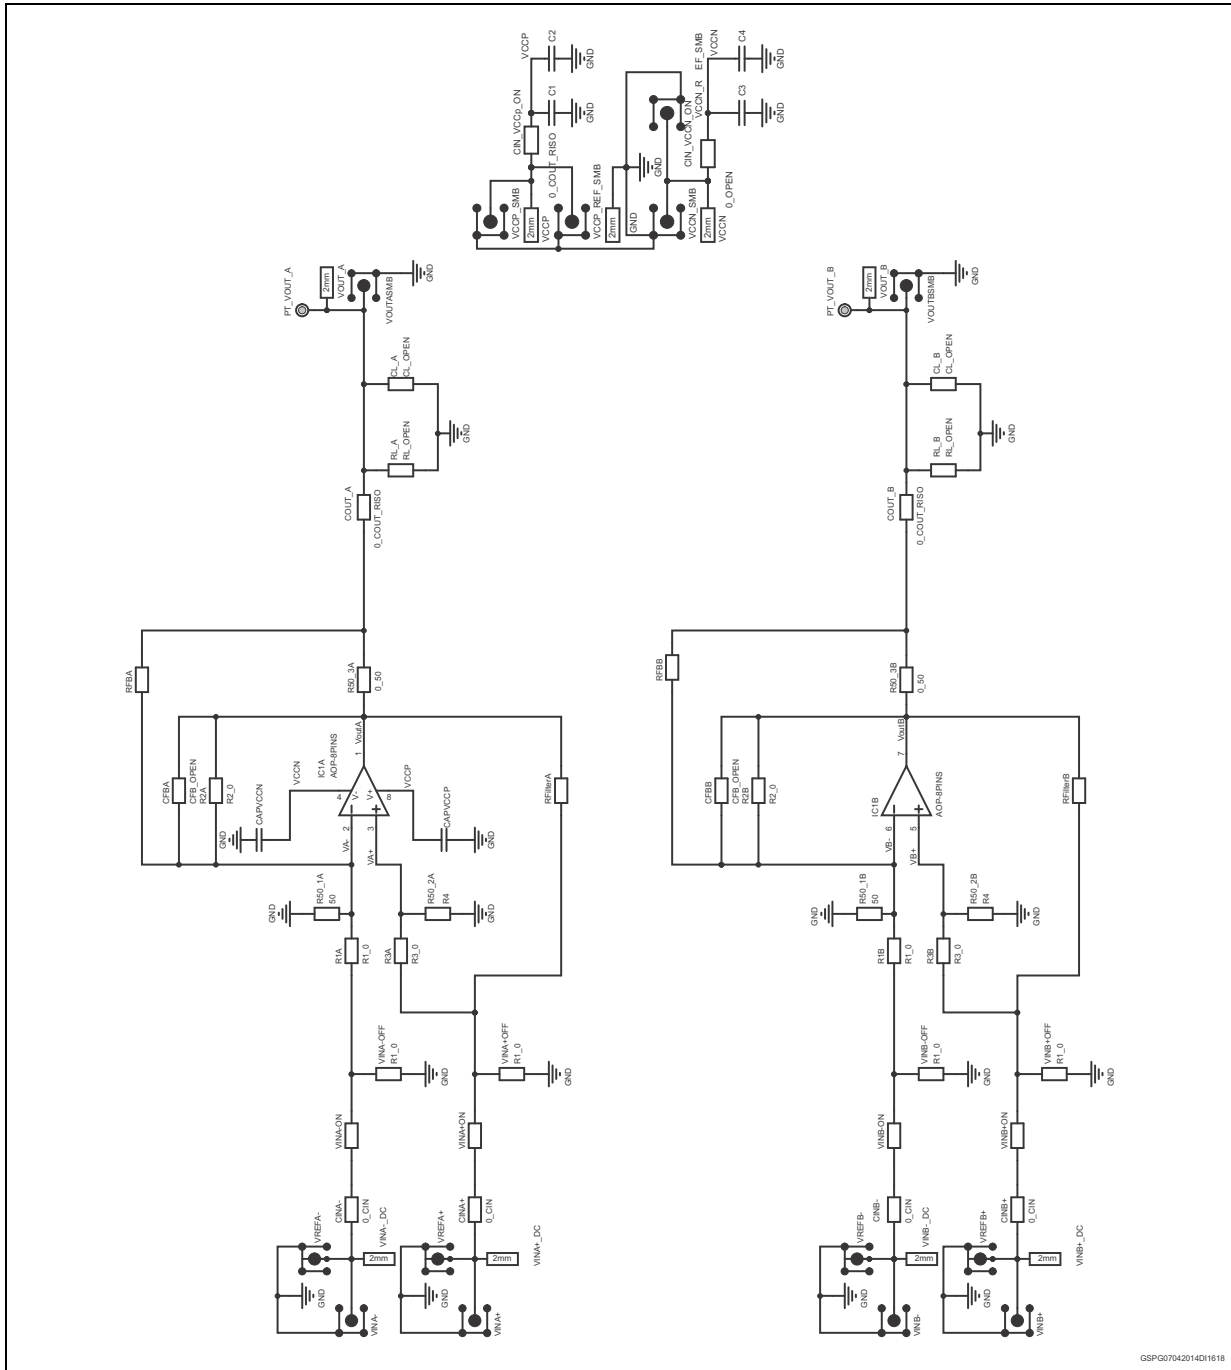 VCCP
C2
GND
CIN_VCCp_ON
C1
GND
0_COUT_RISO
VCCP_SMB
2mm
VCCP
VCCP_REF_SMB
2mm
GND
GND
VCCN_R EF_SMB
VCCN
C4
GND
CIN_VCCN_ON
C3
GND
0_OPEN
VCCN_SMB
2mm
VCCN
PT_VOUT_A
2mm
VOUT_A
VOUTASMB
GND
CL_A
CL_OPEN
RL_A
RL_OPEN
GND
COUT_A
0_COUT_RISO
RFBA
R50_3A
0_50
CFBA
CFB_OPEN
R2A
R2_0
VCCN
IC1A
AOP-8PINS
VoutA
1
4
V-
V+
8
VCCP
2
3
VA-
VA+
GND
CAPVCCN
CAPVCCP
GND
RFilterA
GND
R50_1A
50
R50_2A
R4
GND
R1A
R1_0
R3A
R3_0
VINA-OFF
R1_0
GND
VINA+OFF
R1_0
GND
VINA-ON
VINA+ON
CINA-
0_CIN
CINA+
0_CIN
VREFA-
VINA-_DC
2mm
VREFA+
VINA+_DC
2mm
GND
GND
VINA-
VINA+
PT_VOUT_B
2mm
VOUT_B
VOUTBSMB
GND
CL_B
CL_OPEN
RL_B
RL_OPEN
GND
COUT_B
0_COUT_RISO
RFBB
R50_3B
0_50
CFBB
CFB_OPEN
R2B
R2_0
VoutB
7
IC1B
AOP-8PINS
6
5
VB-
VB+
RFilterB
GND
R50_1B
50
R50_2B
R4
GND
R1B
R1_0
R3B
R3_0
VINB-OFF
R1_0
GND
VINB+OFF
R1_0
GND
VINB-ON
VINB+ON
CINB-
0_CIN
CINB+
0_CIN
VREFB-
VINB-_DC
2mm
VREFB+
VINB+_DC
2mm
GND
GND
VINB-
VINB+
GSPG07042014DI1618